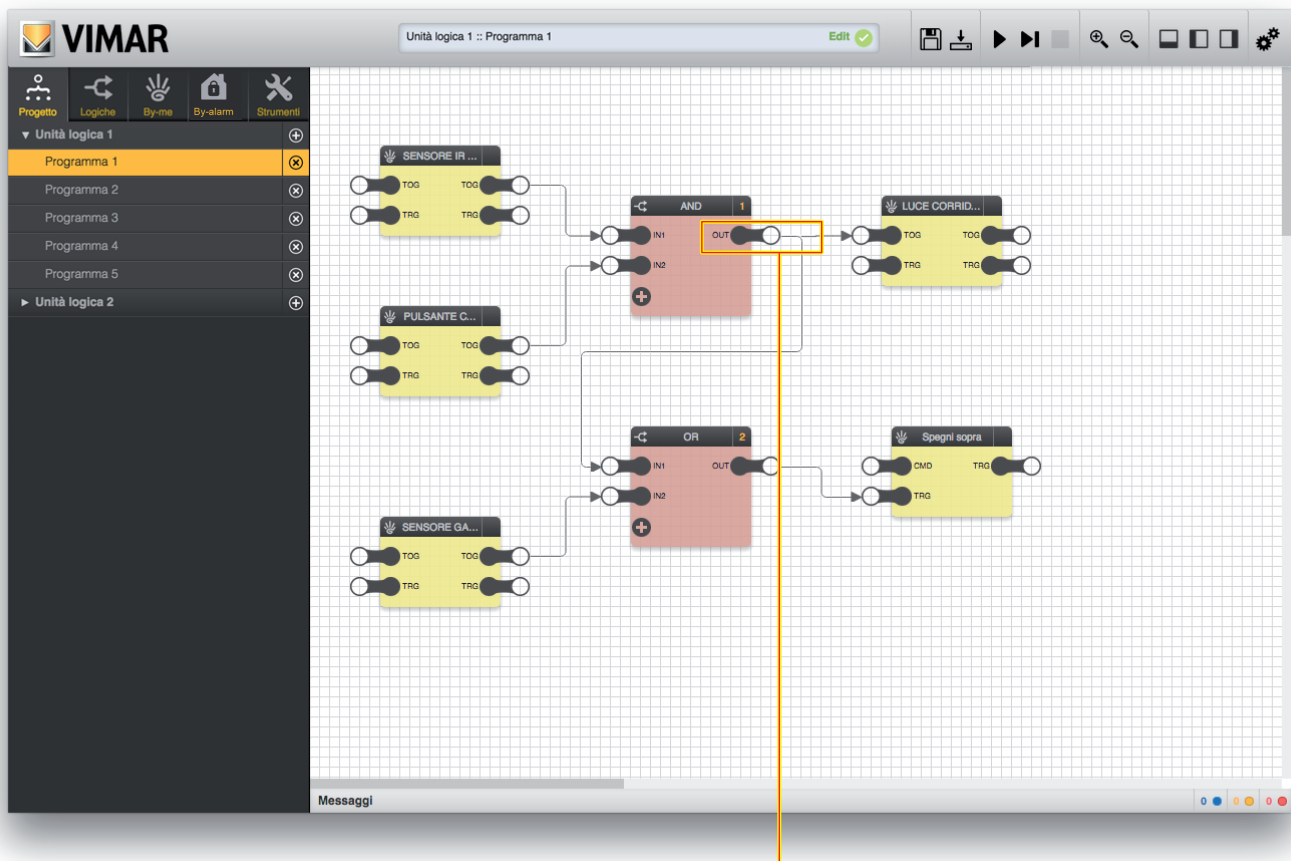 VIMAR
Unità logica 1 :: Programma 1
Edit
Progetto
Logiche
By-me
By-alarm
Strumenti
Unità logica 1
Programma 1
Programma 2
Programma 3
Programma 4
Programma 5
Unità logica 2
SENSORE IR ...
TOG TOG
TRG TRG
AND 1
IN1 OUT
IN2
LUCE CORRID...
TOG TOG
TRG TRG
PULSANTE C...
TOG TOG
TRG TRG
OR 2
IN1 OUT
IN2
Spegni sopra
CMD TRG
TRG
SENSORE GA...
TOG TOG
TRG TRG
Messaggi
0 0 0